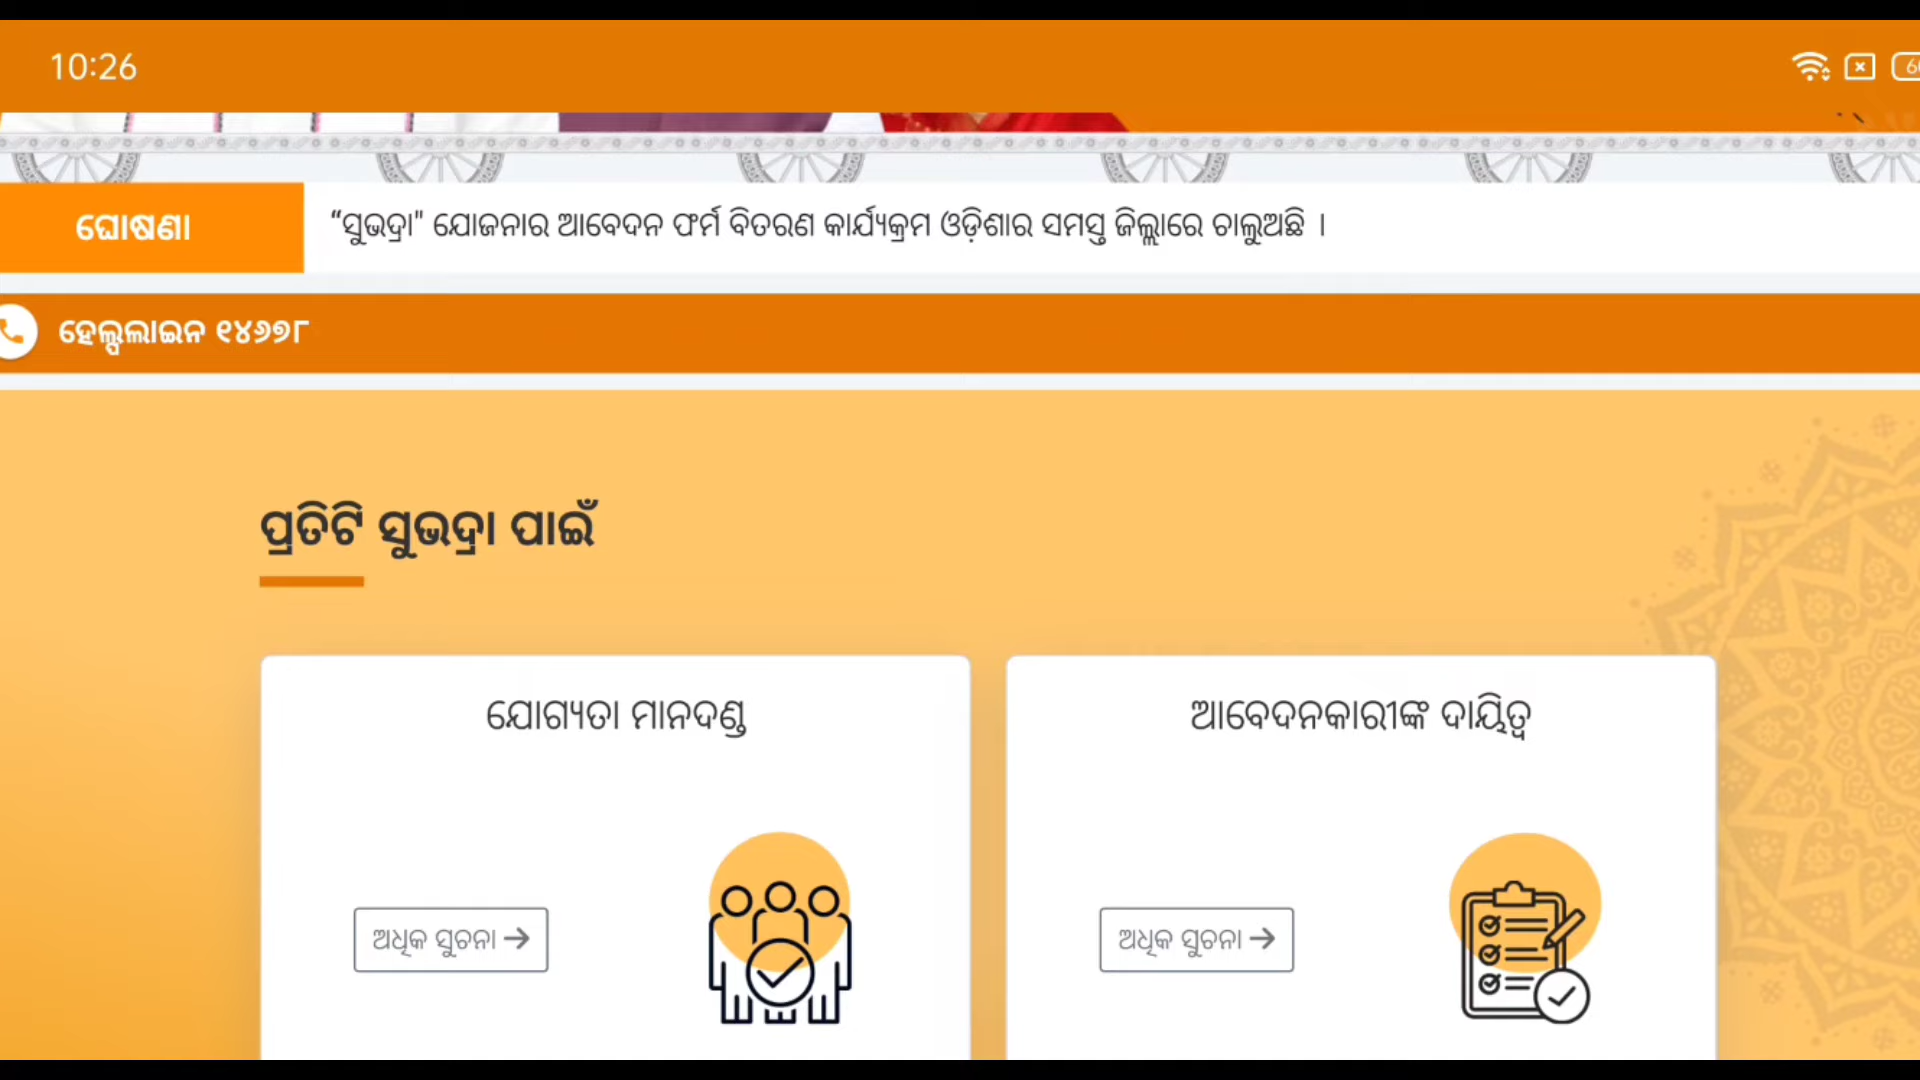 10:26
ଘୋଷଣା
“ସୁଭଦ୍ରା" ଯୋଜନାର ଆବେଦନ ଫର୍ମ ବିତରଣ କାର୍ଯ୍ୟକ୍ରମ ଓଡ଼ିଶାର ସମସ୍ତ ଜିଲ୍ଲାରେ ଚାଲୁଅଛି ।
ହେଲ୍ପଲାଇନ ୧୪୬୭୮
ପ୍ରତିଟି ସୁଭଦ୍ରା ପାଇଁ
ଯୋଗ୍ୟତା ମାନଦଣ୍ଡ
ଆବେଦନକାରୀଙ୍କ ଦାୟିତ୍ୱ
ଅଧିକ ସୁଚନା
ଅଧିକ ସୁଚନା